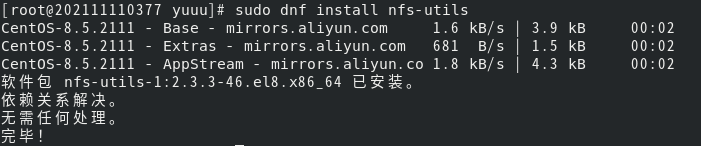 [root@202111110377 yuuu]# sudo dnf install nfs-utils
CentOS-8.5.2111 - Base - mirrors.aliyun.com 1.6 kB/s | 3.9 kB 00:02
CentOS-8.5.2111 - Extras - mirrors.aliyun.com 681 B/s | 1.5 kB 00:02
CentOS-8.5.2111 - AppStream - mirrors.aliyun.co 1.8 kB/s | 4.3 kB 00:02
软件包 nfs-utils-1:2.3.3-46.el8.x86_64 已安装。
依赖关系解决。
无需任何处理。
完毕！